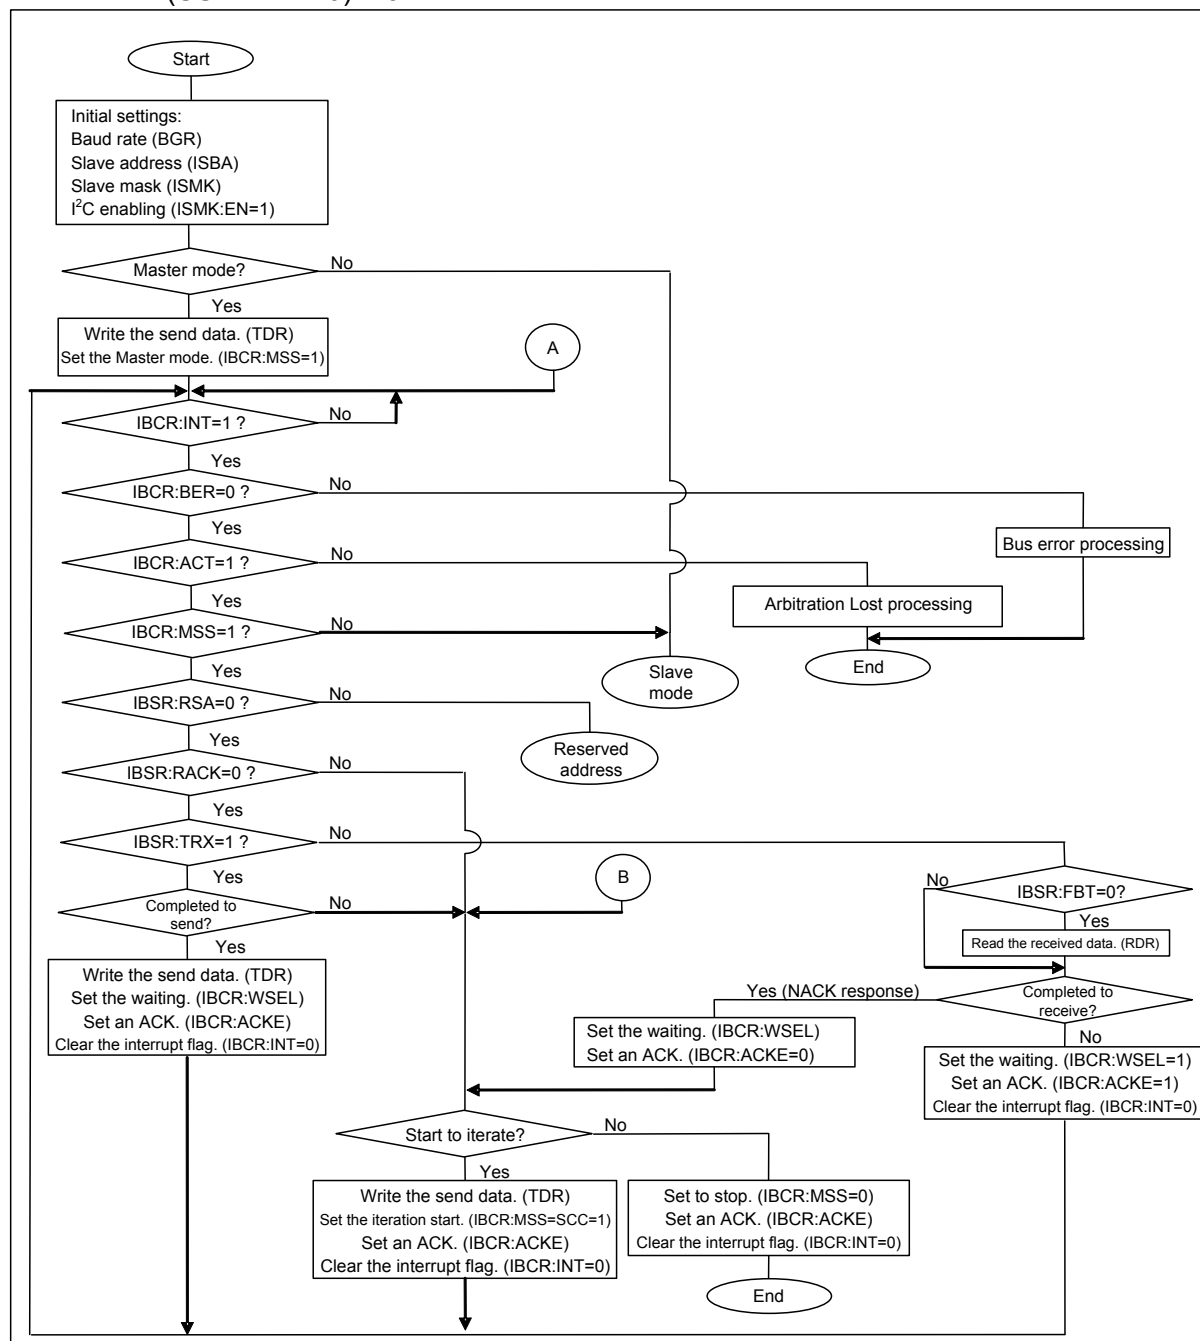 Start
Initial settings:
Baud rate (BGR)
Slave address (ISBA)
Slave mask (ISMK)
I²C enabling (ISMK:EN=1)
Master mode?
No
Yes
Write the send data. (TDR)
Set the Master mode. (IBCR:MSS=1)
A
IBCR:INT=1 ?
No
Yes
IBCR:BER=0 ?
No
Yes
Bus error processing
IBCR:ACT=1 ?
No
Yes
Arbitration Lost processing
IBCR:MSS=1 ?
No
End
Yes
Slave
mode
IBSR:RSA=0 ?
No
Yes
Reserved
address
IBSR:RACK=0 ?
No
Yes
IBSR:TRX=1 ?
No
Yes
B
No
IBSR:FBT=0?
Completed to
send?
No
Yes
Yes
Read the received data. (RDR)
Write the send data. (TDR)
Set the waiting. (IBCR:WSEL)
Set an ACK. (IBCR:ACKE)
Clear the interrupt flag. (IBCR:INT=0)
Yes (NACK response)
Completed to
receive?
Set the waiting. (IBCR:WSEL)
Set an ACK. (IBCR:ACKE=0)
No
Set the waiting. (IBCR:WSEL=1)
Set an ACK. (IBCR:ACKE=1)
Clear the interrupt flag. (IBCR:INT=0)
Start to iterate?
No
Yes
Write the send data. (TDR)
Set the iteration start. (IBCR:MSS=SCC=1)
Set an ACK. (IBCR:ACKE)
Clear the interrupt flag. (IBCR:INT=0)
Set to stop. (IBCR:MSS=0)
Set an ACK. (IBCR:ACKE)
Clear the interrupt flag. (IBCR:INT=0)
End